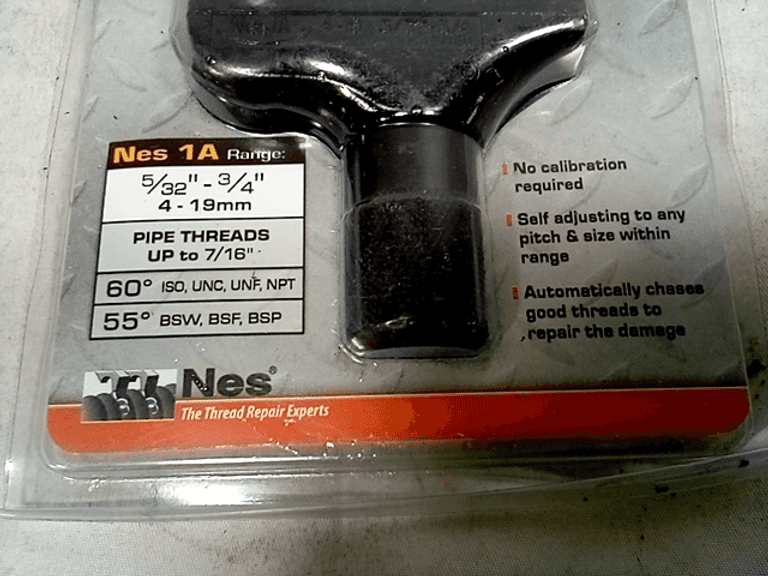 Nes 1A Range:
5/32" - 3/4"
4 - 19mm
PIPE THREADS
UP to 7/16"
60° ISO, UNC, UNF, NPT
55° BSW, BSF, BSP
No calibration
required
Self adjusting to any
pitch & size within
range
Automatically chases
good threads to
repair the damage
Nes®
The Thread Repair Experts